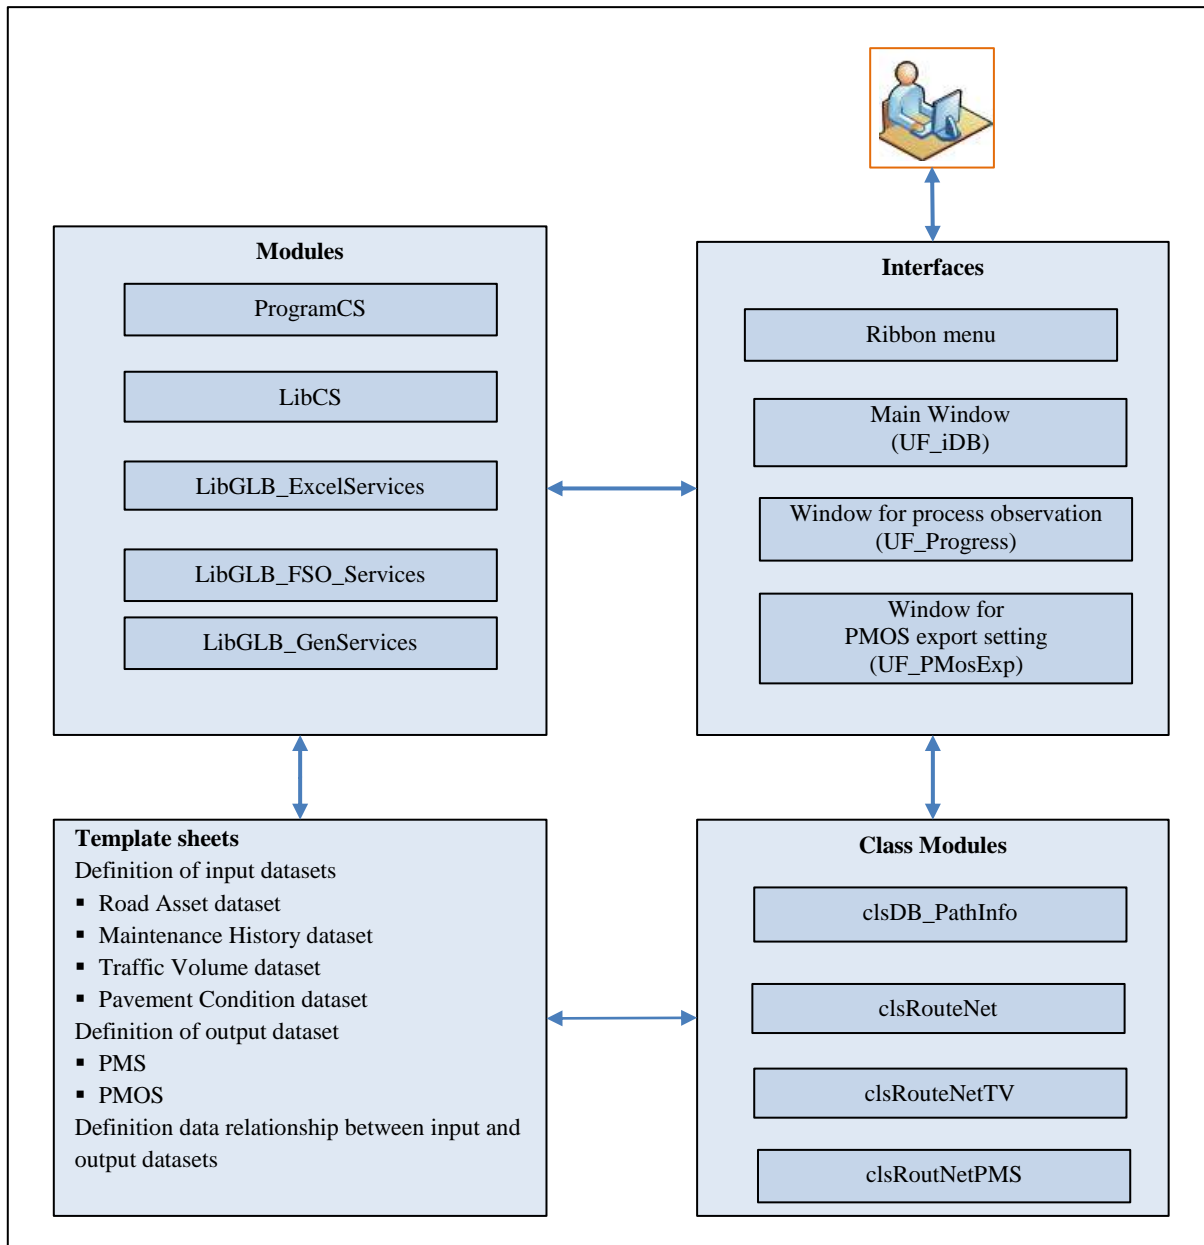 Modules
ProgramCS
LibCS
LibGLB_ExcelServices
LibGLB_FSO_Services
LibGLB_GenServices
Interfaces
Ribbon menu
Main Window
(UF_iDB)
Window for process observation
(UF_Progress)
Window for
PMOS export setting
(UF_PMosExp)
Template sheets
Definition of input datasets
▪ Road Asset dataset
▪ Maintenance History dataset
▪ Traffic Volume dataset
▪ Pavement Condition dataset
Definition of output dataset
▪ PMS
▪ PMOS
Definition data relationship between input and
output datasets
Class Modules
clsDB_PathInfo
clsRouteNet
clsRouteNetTV
clsRoutNetPMS